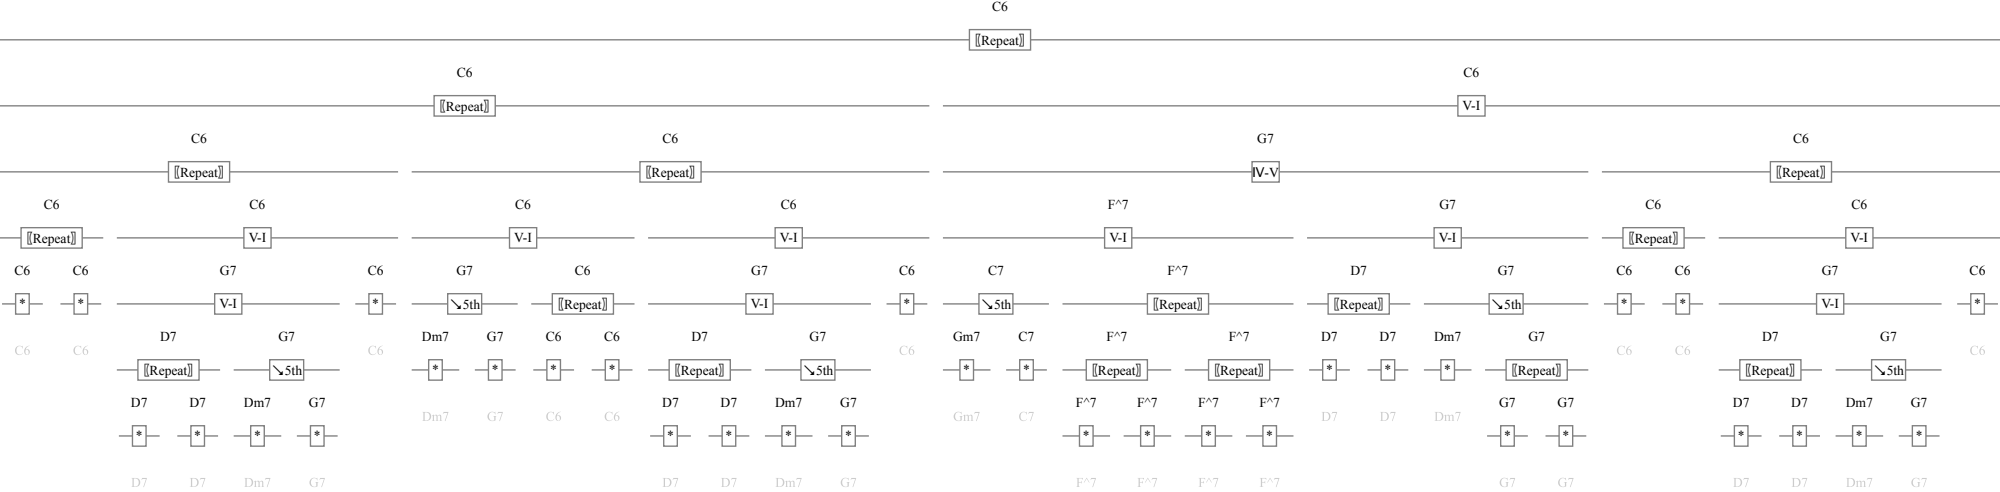 C6
⟦Repeat⟧
C6 C6
⟦Repeat⟧ V-I
C6 C6 G7 C6
⟦Repeat⟧ ⟦Repeat⟧ Ⅳ-V ⟦Repeat⟧
C6 C6 C6 C6 F^7 G7 C6 C6
⟦Repeat⟧ V-I V-I V-I V-I V-I ⟦Repeat⟧ V-I
C6 C6 G7 C6 G7 C6 G7 C6 C7 F^7 D7 G7 C6 C6 G7 C6
* * V-I * ↘5th ⟦Repeat⟧ V-I * ↘5th ⟦Repeat⟧ ⟦Repeat⟧ ↘5th * * V-I *
D7 G7 Dm7 G7 C6 C6 D7 G7 Gm7 C7 F^7 F^7 D7 D7 Dm7 G7 D7 G7
C6 C6 C6 C6 C6 C6 C6
⟦Repeat⟧ ↘5th * * * * ⟦Repeat⟧ ↘5th * * ⟦Repeat⟧ ⟦Repeat⟧ * * * ⟦Repeat⟧ ⟦Repeat⟧ ↘5th
D7 D7 Dm7 G7 D7 D7 Dm7 G7 F^7 F^7 F^7 F^7 G7 G7 D7 D7 Dm7 G7
Dm7 G7 C6 C6 Gm7 C7 D7 D7 Dm7
* * * * * * * * * * * * * * * * * *
D7 D7 Dm7 G7 D7 D7 Dm7 G7 F^7 F^7 F^7 F^7 G7 G7 D7 D7 Dm7 G7